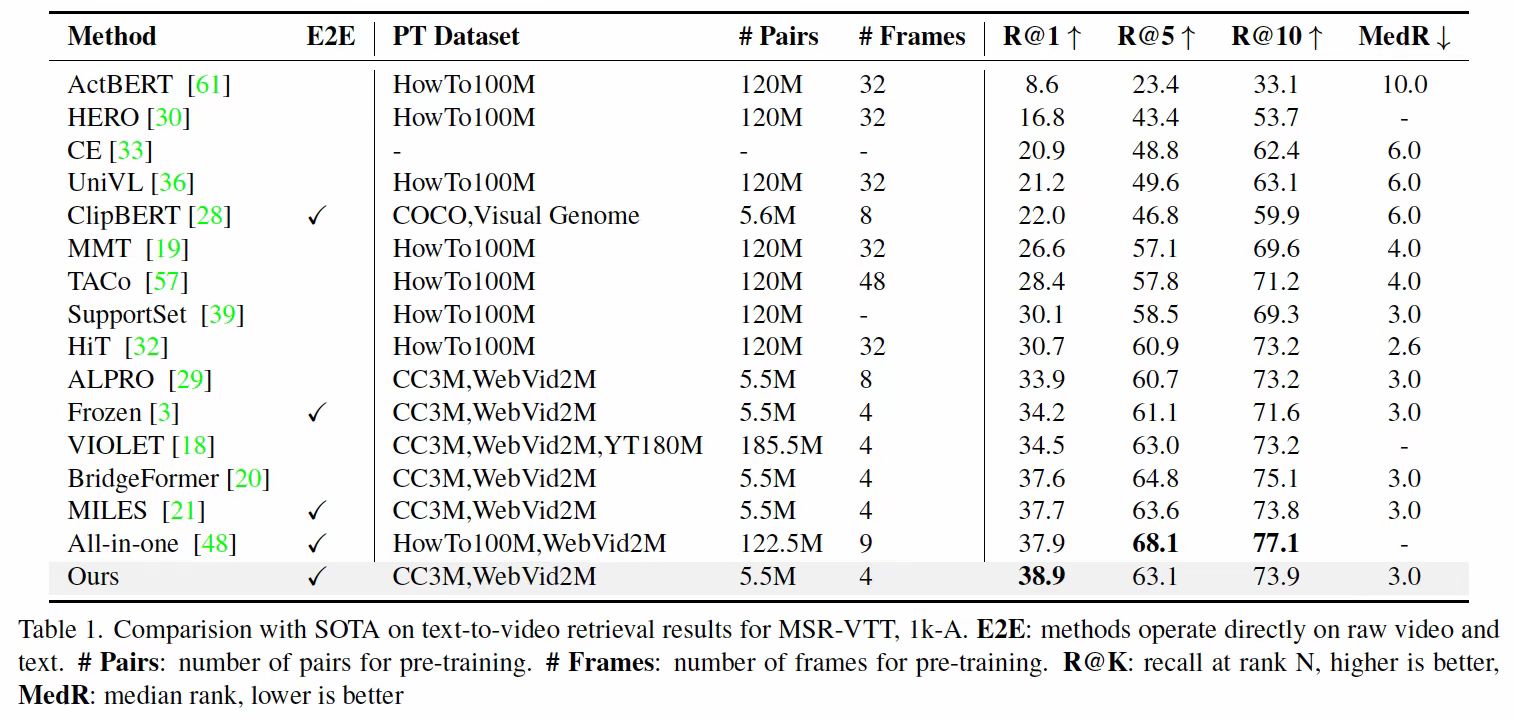 Method E2E PT Dataset # Pairs # Frames R@1 ↑ R@5 ↑ R@10 ↑ MedR ↓
ActBERT [61] HowTo100M 120M 32 8.6 23.4 33.1 10.0
HERO [30] HowTo100M 120M 32 16.8 43.4 53.7 -
CE [33] - - - 20.9 48.8 62.4 6.0
UniVL [36] HowTo100M 120M 32 21.2 49.6 63.1 6.0
ClipBERT [28] ✓ COCO,Visual Genome 5.6M 8 22.0 46.8 59.9 6.0
MMT [19] HowTo100M 120M 32 26.6 57.1 69.6 4.0
TACo [57] HowTo100M 120M 48 28.4 57.8 71.2 4.0
SupportSet [39] HowTo100M 120M - 30.1 58.5 69.3 3.0
HiT [32] HowTo100M 120M 32 30.7 60.9 73.2 2.6
ALPRO [29] CC3M,WebVid2M 5.5M 8 33.9 60.7 73.2 3.0
Frozen [3] ✓ CC3M,WebVid2M 5.5M 4 34.2 61.1 71.6 3.0
VIOLET [18] CC3M,WebVid2M,YT180M 185.5M 4 34.5 63.0 73.2 -
BridgeFormer [20] CC3M,WebVid2M 5.5M 4 37.6 64.8 75.1 3.0
MILES [21] ✓ CC3M,WebVid2M 5.5M 4 37.7 63.6 73.8 3.0
All-in-one [48] ✓ HowTo100M,WebVid2M 122.5M 9 37.9 68.1 77.1 -
Ours ✓ CC3M,WebVid2M 5.5M 4 38.9 63.1 73.9 3.0
Table 1. Comparision with SOTA on text-to-video retrieval results for MSR-VTT, 1k-A. E2E: methods operate directly on raw video and
text. # Pairs: number of pairs for pre-training. # Frames: number of frames for pre-training. R@K: recall at rank N, higher is better,
MedR: median rank, lower is better